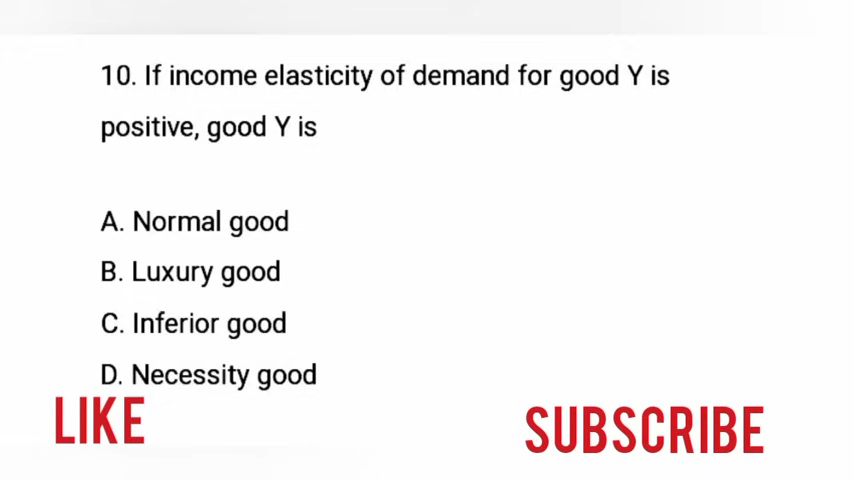 10. If income elasticity of demand for good Y is
positive, good Y is
A. Normal good
B. Luxury good
C. Inferior good
D. Necessity good
LIKE
SUBSCRIBE